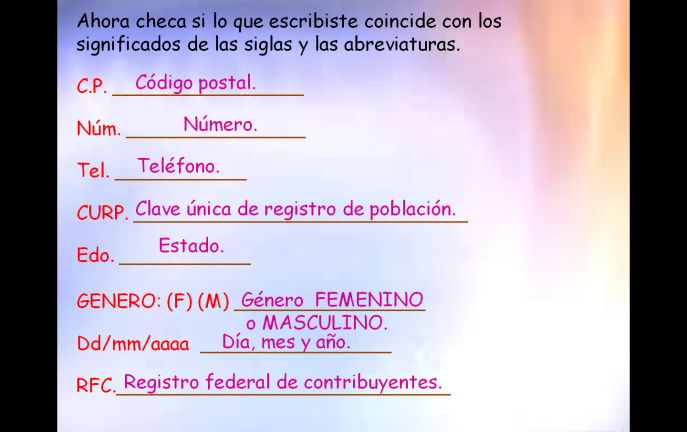 Ahora checa si lo que escribiste coincide con los
significados de las siglas y las abreviaturas.
C.P. Código postal.
Núm. Número.
Tel. Teléfono.
CURP. Clave única de registro de población.
Edo. Estado.
GENERO: (F) (M) Género FEMENINO
o MASCULINO.
Dd/mm/aaaa Día, mes y año.
RFC. Registro federal de contribuyentes.